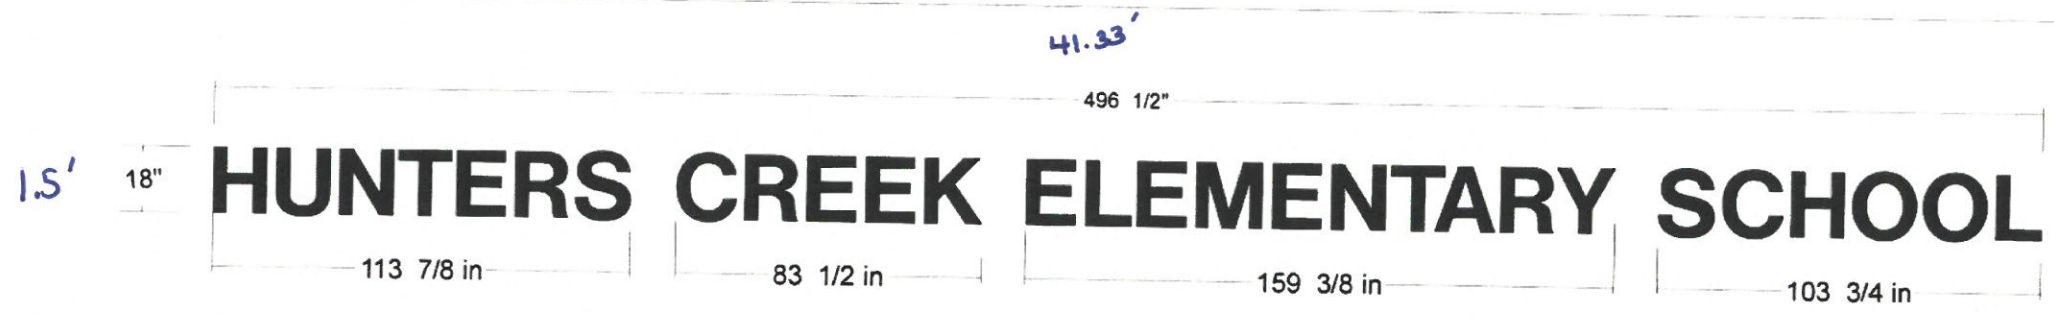 41.33'
496 1/2"
1.5' 18" HUNTERS CREEK ELEMENTARY SCHOOL
113 7/8 in 83 1/2 in 159 3/8 in 103 3/4 in